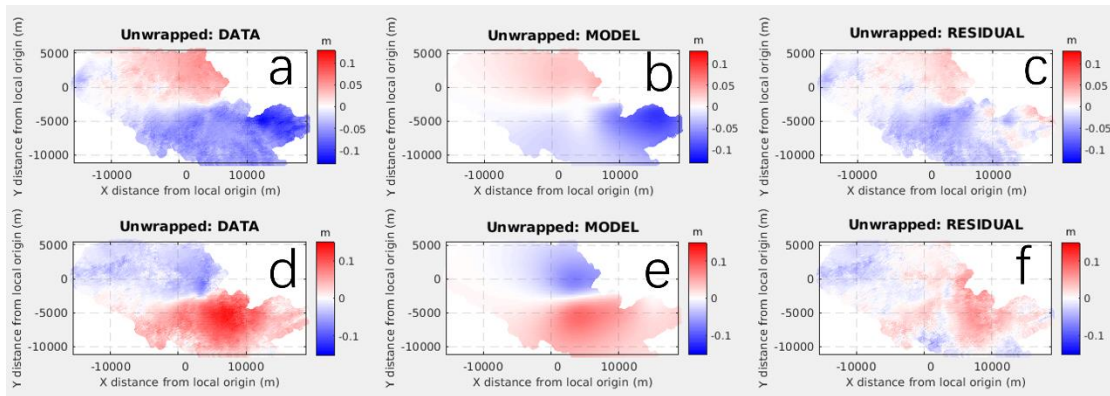 Unwrapped: DATA
Y distance from local origin (m)
5000
0
-5000
-10000
-10000
0
10000
X distance from local origin (m)
m
0.1
0.05
0
-0.05
-0.1
a
Unwrapped: MODEL
Y distance from local origin (m)
5000
0
-5000
-10000
-10000
0
10000
X distance from local origin (m)
m
0.1
0.05
0
-0.05
-0.1
b
Unwrapped: RESIDUAL
Y distance from local origin (m)
5000
0
-5000
-10000
-10000
0
10000
X distance from local origin (m)
m
0.1
0.05
0
-0.05
-0.1
c
Unwrapped: DATA
Y distance from local origin (m)
5000
0
-5000
-10000
-10000
0
10000
X distance from local origin (m)
m
0.1
0
-0.1
d
Unwrapped: MODEL
Y distance from local origin (m)
5000
0
-5000
-10000
-10000
0
10000
X distance from local origin (m)
m
0.1
0
-0.1
e
Unwrapped: RESIDUAL
Y distance from local origin (m)
5000
0
-5000
-10000
-10000
0
10000
X distance from local origin (m)
m
0.1
0
-0.1
f